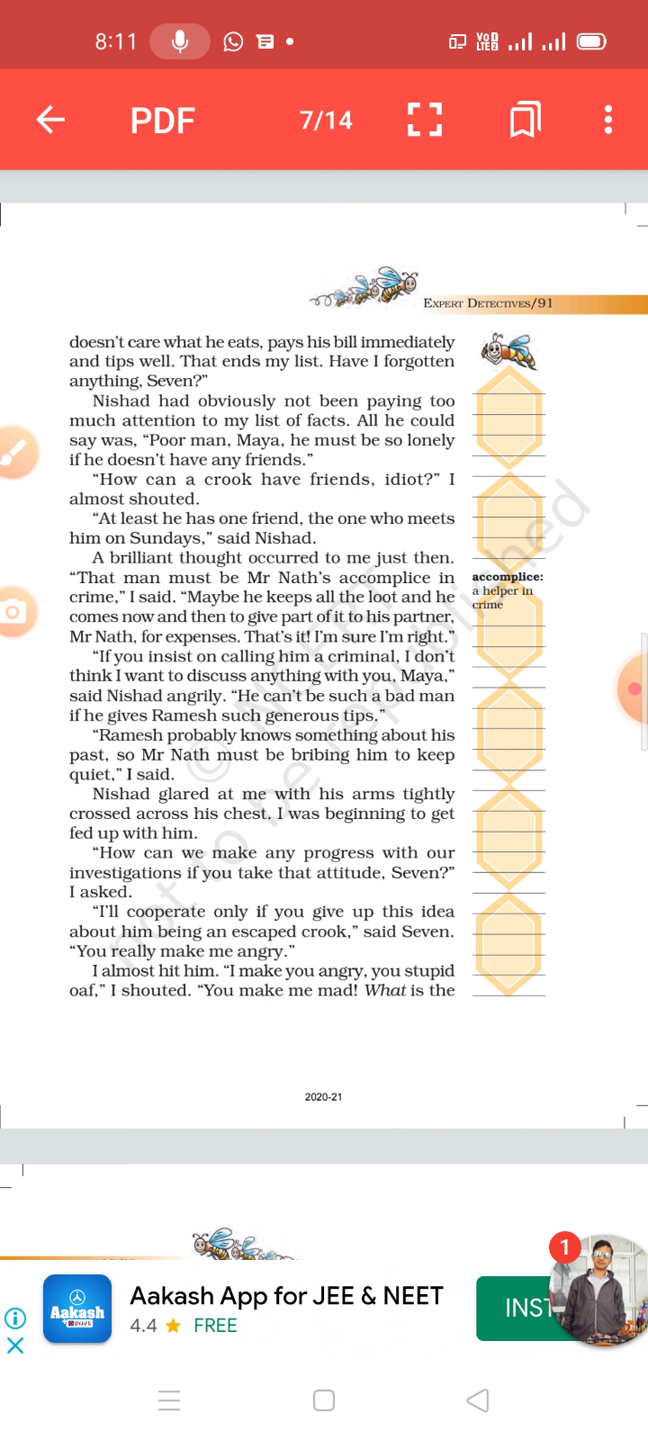 8:11
VoD
LTE2
PDF
7/14
EXPERT DETECTIVES/91
doesn't care what he eats, pays his bill immediately
and tips well. That ends my list. Have I forgotten
anything, Seven?"
Nishad had obviously not been paying too
much attention to my list of facts. All he could
say was, "Poor man, Maya, he must be so lonely
if he doesn't have any friends."
"How can a crook have friends, idiot?" I
almost shouted.
"At least he has one friend, the one who meets
him on Sundays," said Nishad.
A brilliant thought occurred to me just then.
"That man must be Mr Nath's accomplice in
crime," I said. "Maybe he keeps all the loot and he
comes now and then to give part of it to his partner,
Mr Nath, for expenses. That's it! I'm sure I'm right."
"If you insist on calling him a criminal, I don't
think I want to discuss anything with you, Maya,"
said Nishad angrily. "He can't be such a bad man
if he gives Ramesh such generous tips."
"Ramesh probably knows something about his
past, so Mr Nath must be bribing him to keep
quiet," I said.
Nishad glared at me with his arms tightly
crossed across his chest. I was beginning to get
fed up with him.
"How can we make any progress with our
investigations if you take that attitude, Seven?"
I asked.
"I'll cooperate only if you give up this idea
about him being an escaped crook," said Seven.
"You really make me angry."
I almost hit him. "I make you angry, you stupid
oaf," I shouted. "You make me mad! What is the
accomplice:
a helper in
crime
© NCERT
not to be republished
2020-21
Aakash
BYJU'S
Aakash App for JEE & NEET
4.4 ★ FREE
INST
1